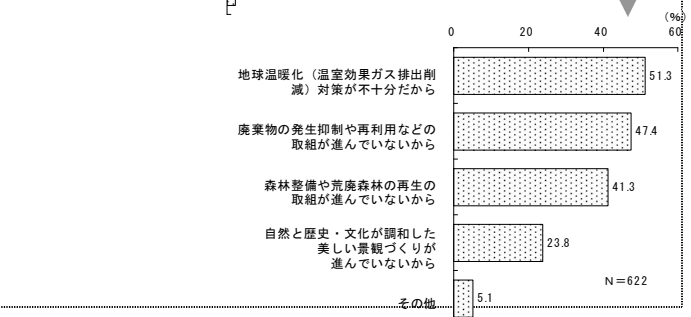 (%)
0 20 40 60
地球温暖化（温室効果ガス排出削
減）対策が不十分だから
51.3
廃棄物の発生抑制や再利用などの
取組が進んでいないから
47.4
森林整備や荒廃森林の再生の
取組が進んでいないから
41.3
自然と歴史・文化が調和した
美しい景観づくりが
進んでいないから
23.8
N＝622
その他
5.1